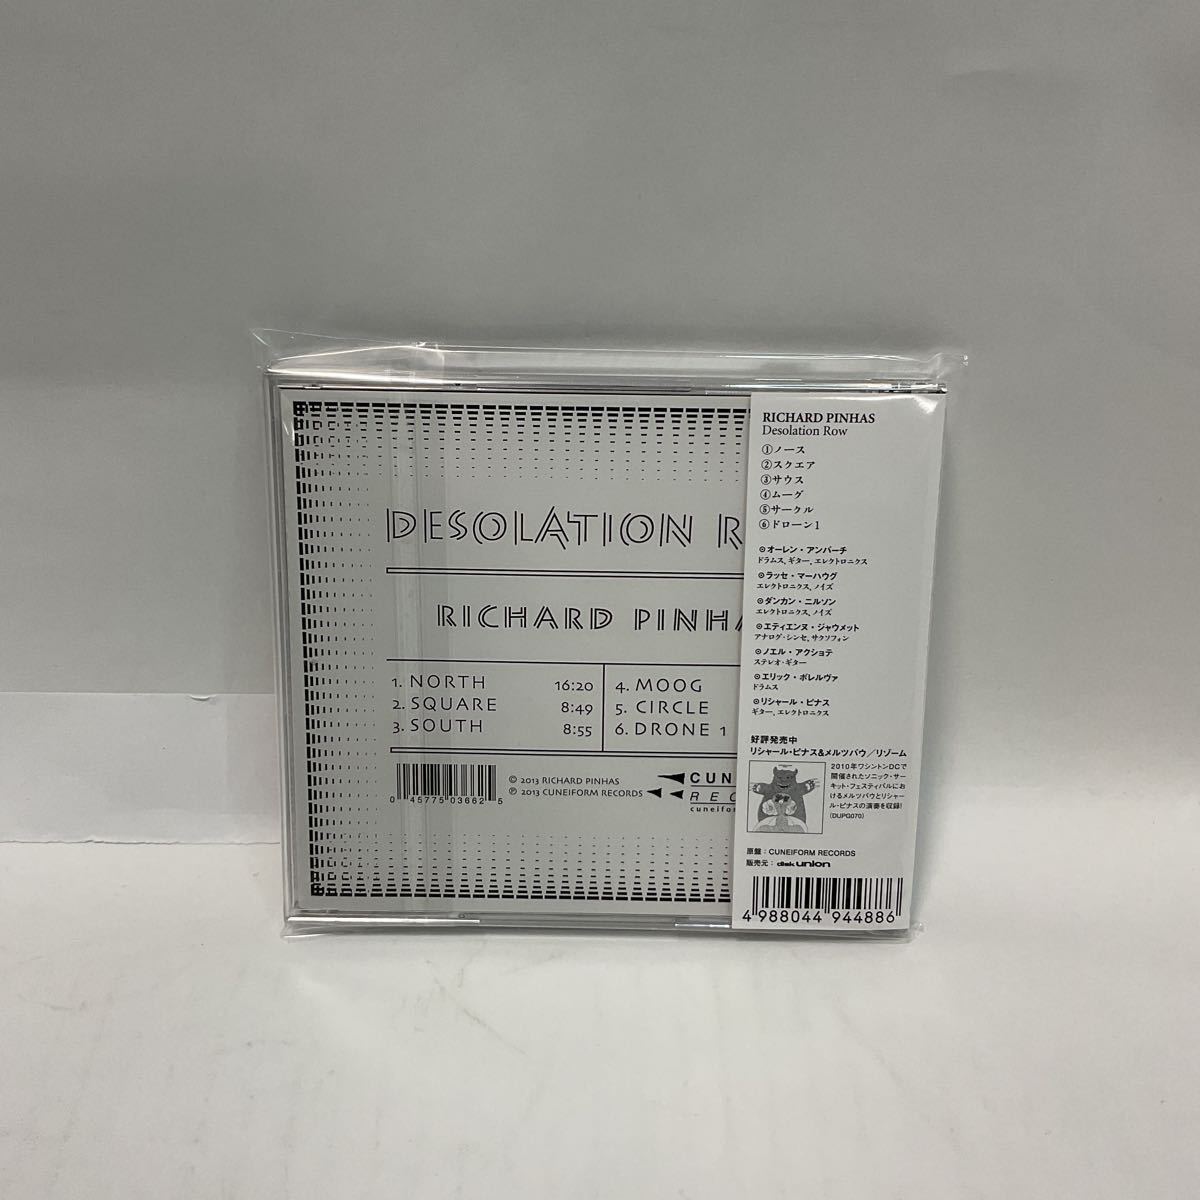 DESOLATION R
RICHARD PINHA
1. NORTH 16:20
2. SQUARE 8:49
3. SOUTH 8:55
4. MOOG
5. CIRCLE
6. DRONE 1
0 45775 03662 5
© 2013 RICHARD PINHAS
℗ 2013 CUNEIFORM RECORDS
CUNE
REC
cuneiform
RICHARD PINHAS
Desolation Row
①ノース
②スクエア
③サウス
④ムーグ
⑤サークル
⑥ドローン1
⊙オーレン・アンバーチ
ドラムス, ギター, エレクトロニクス
⊙ラッセ・マーハウグ
エレクトロニクス, ノイズ
⊙ダンカン・ニルソン
エレクトロニクス, ノイズ
⊙エティエンヌ・ジャウメット
アナログ・シンセ, サクソフォン
⊙ノエル・アクショテ
ステレオ・ギター
⊙エリック・ボレルヴァ
ドラムス
⊙リシャール・ピナス
ギター, エレクトロニクス
好評発売中
リシャール・ピナス&メルツバウ／リゾーム
2010年ワシントンDCで
開催されたソニック・サー
キット・フェスティバルにお
けるメルツバウとリシャー
ル・ピナスの演奏を収録!
(DUPG070)
原盤：CUNEIFORM RECORDS
販売元：disk union
4 988044 944886